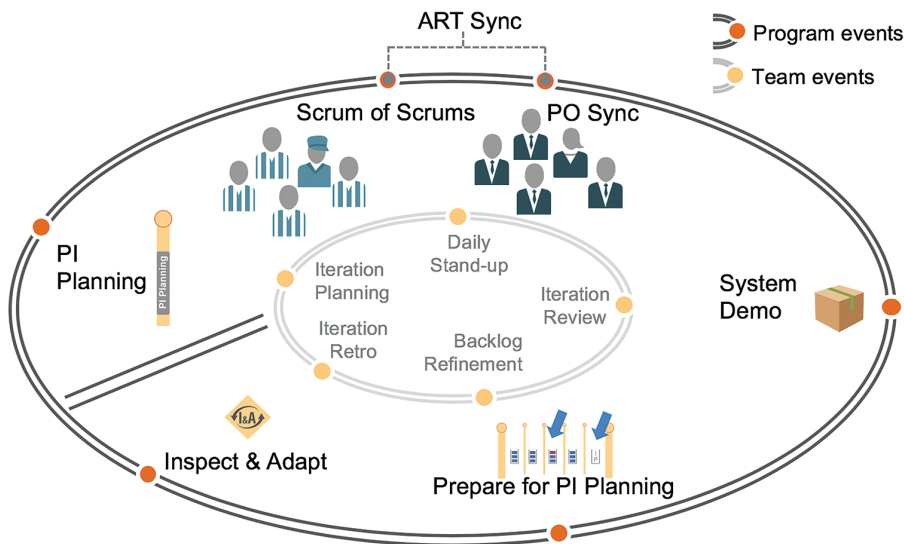 ART Sync
Program events
Team events
Scrum of Scrums
PO Sync
PI
Planning
PI Planning
Daily
Stand-up
Iteration
Planning
Iteration
Review
Iteration
Retro
Backlog
Refinement
System
Demo
I&A
Inspect & Adapt
I
P
Prepare for PI Planning